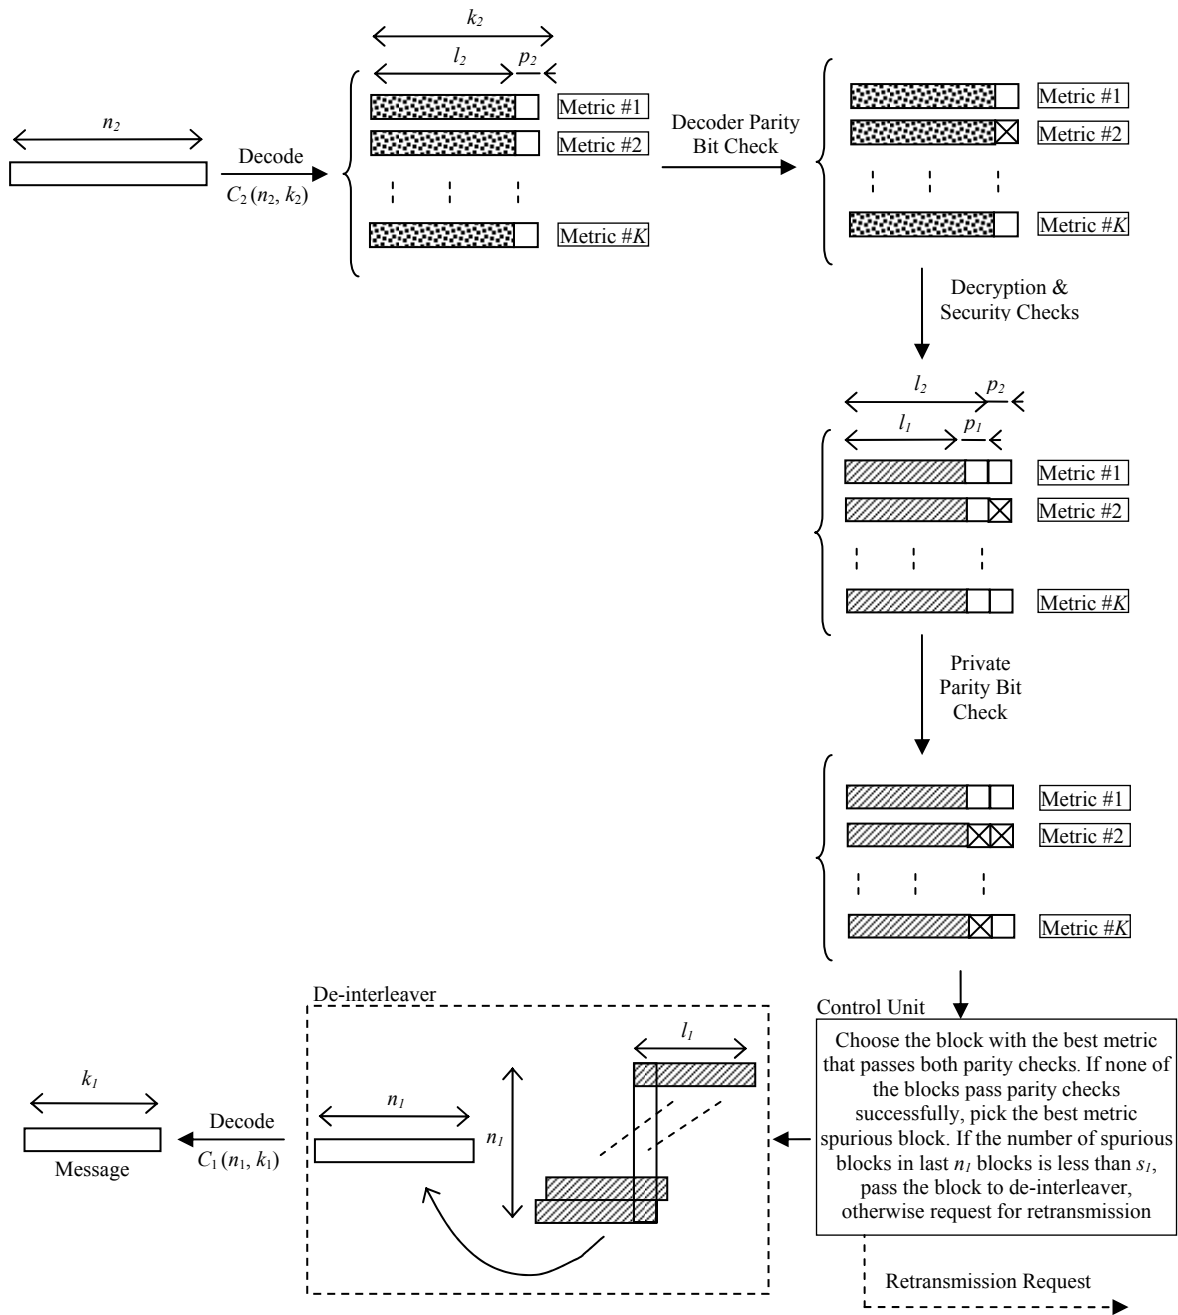 k2
l2 p2
Metric #1
Metric #2
Metric #K
n2
Decode
C2 (n2, k2)
Decoder Parity
Bit Check
Metric #1
Metric #2
Metric #K
Decryption &
Security Checks
l2 p2
l1 p1
Metric #1
Metric #2
Metric #K
Private
Parity Bit
Check
Metric #1
Metric #2
Metric #K
Control Unit
Choose the block with the best metric
that passes both parity checks. If none of
the blocks pass parity checks
successfully, pick the best metric
spurious block. If the number of spurious
blocks in last n1 blocks is less than s1,
pass the block to de-interleaver,
otherwise request for retransmission
Retransmission Request
De-interleaver
l1
n1
n1
Decode
C1 (n1, k1)
k1
Message